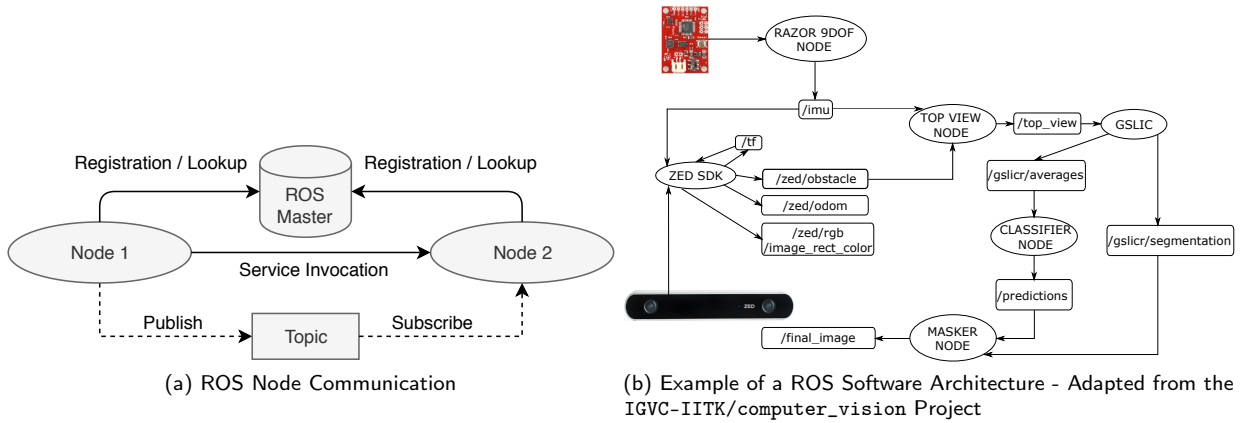 Registration / Lookup
Registration / Lookup
ROS
Master
Node 1
Node 2
Service Invocation
Publish
Topic
Subscribe
(a) ROS Node Communication
RAZOR 9DOF
NODE
/imu
TOP VIEW
NODE
/top_view
GSLIC
/tf
ZED SDK
/zed/obstacle
/zed/odom
/zed/rgb
/image_rect_color
/gslicr/averages
CLASSIFIER
NODE
/gslicr/segmentation
/predictions
ZED
/final_image
MASKER
NODE
(b) Example of a ROS Software Architecture - Adapted from the
IGVC-IITK/computer_vision Project